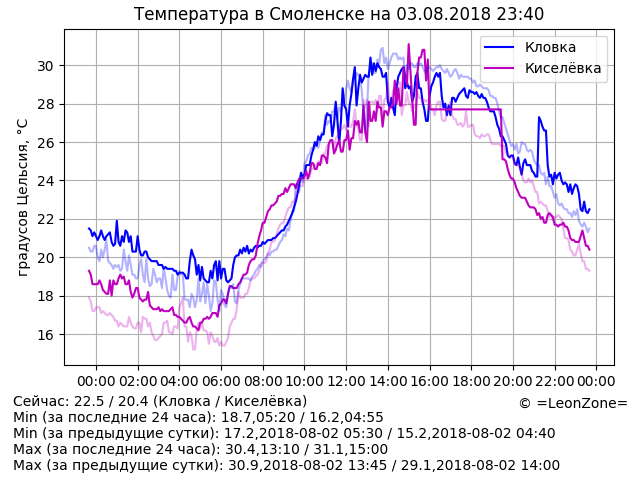 Температура в Смоленске на 03.08.2018 23:40
Кловка
Киселёвка
градусов Цельсия, °C
30
28
26
24
22
20
18
16
00:00 02:00 04:00 06:00 08:00 10:00 12:00 14:00 16:00 18:00 20:00 22:00 00:00
Сейчас: 22.5 / 20.4 (Кловка / Киселёвка)
© =LeonZone=
Min (за последние 24 часа): 18.7,05:20 / 16.2,04:55
Min (за предыдущие сутки): 17.2,2018-08-02 05:30 / 15.2,2018-08-02 04:40
Max (за последние 24 часа): 30.4,13:10 / 31.1,15:00
Max (за предыдущие сутки): 30.9,2018-08-02 13:45 / 29.1,2018-08-02 14:00